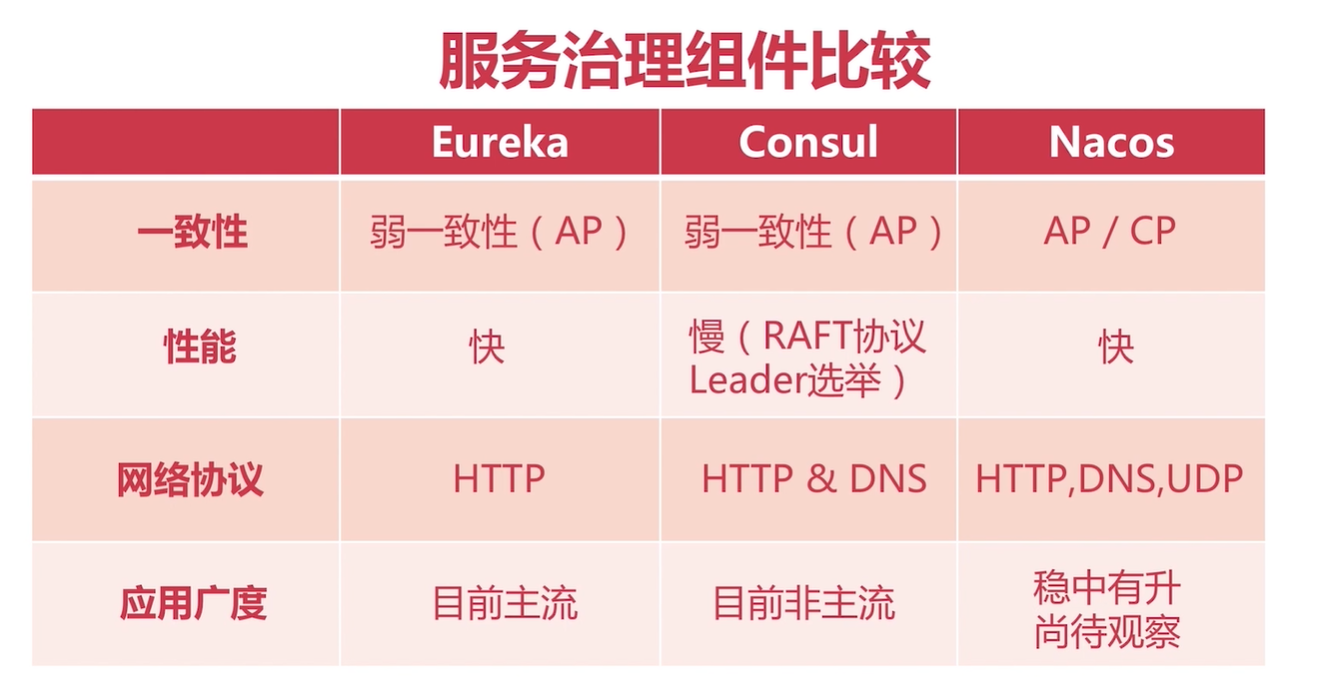 服务治理组件比较
Eureka Consul Nacos
一致性 弱一致性（AP） 弱一致性（AP） AP / CP
性能 快 慢（RAFT协议 快
Leader选举）
网络协议 HTTP HTTP & DNS HTTP,DNS,UDP
应用广度 目前主流 目前非主流 稳中有升
尚待观察